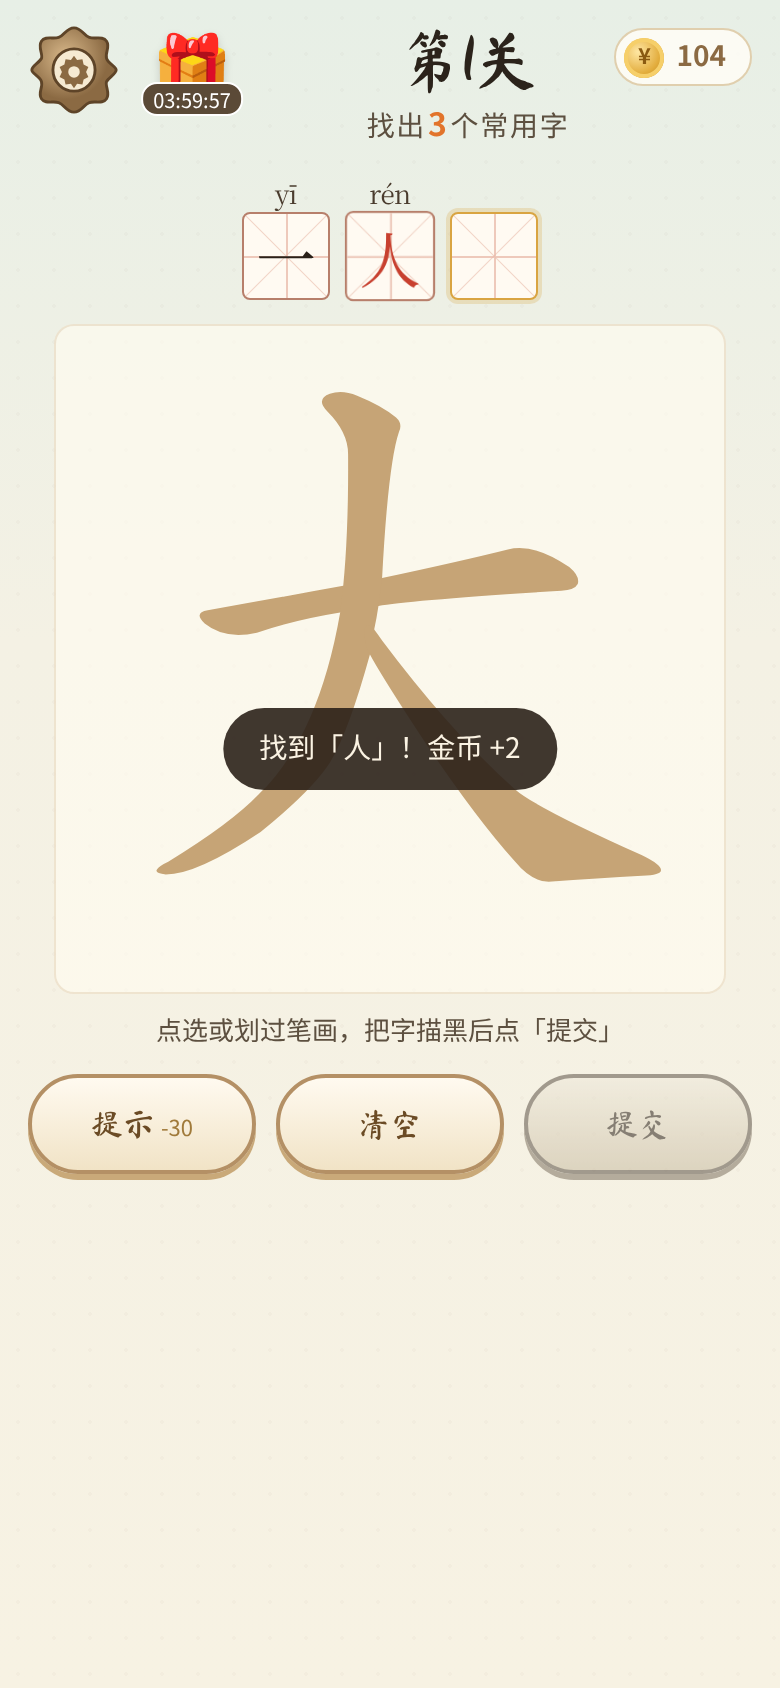 第1关
¥ 104
03:59:57
找出3个常用字
yī rén
一 人
大
找到「人」！金币 +2
点选或划过笔画，把字描黑后点「提交」
提示 -30 清空 提交